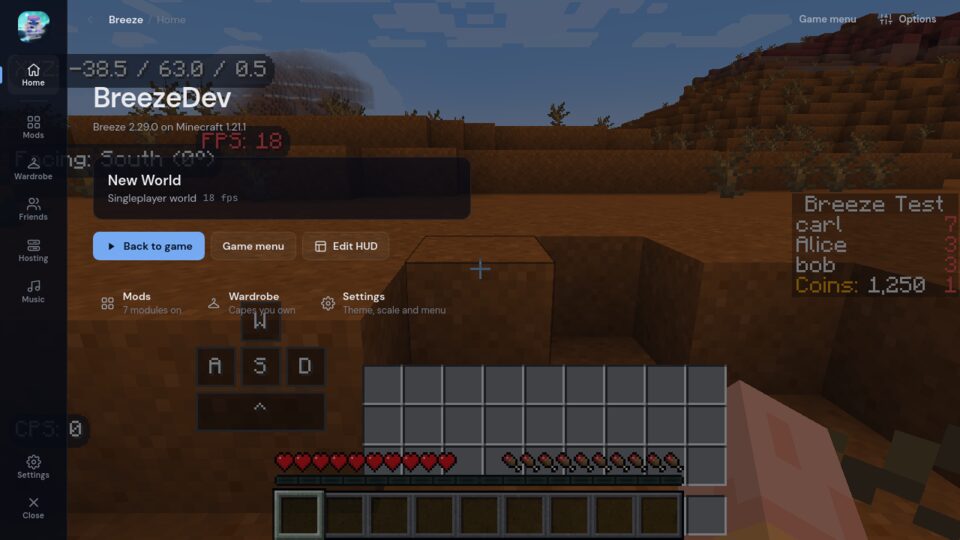 Breeze / Home
Game menu
Options
Home
-38.5 / 63.0 / 0.5
BreezeDev
Breeze 2.29.0 on Minecraft 1.21.1
FPS: 18
Mods
Facing: South (0°)
Wardrobe
New World
Singleplayer world 18 fps
Friends
Breeze Test
carl 7
Alice 3
bob 3
Coins: 1,250 1
Back to game
Game menu
Edit HUD
Hosting
Music
Mods
7 modules on
Wardrobe
Capes you own
Settings
Theme, scale and menu
W
A S D
^
CPS: 0
Settings
Close